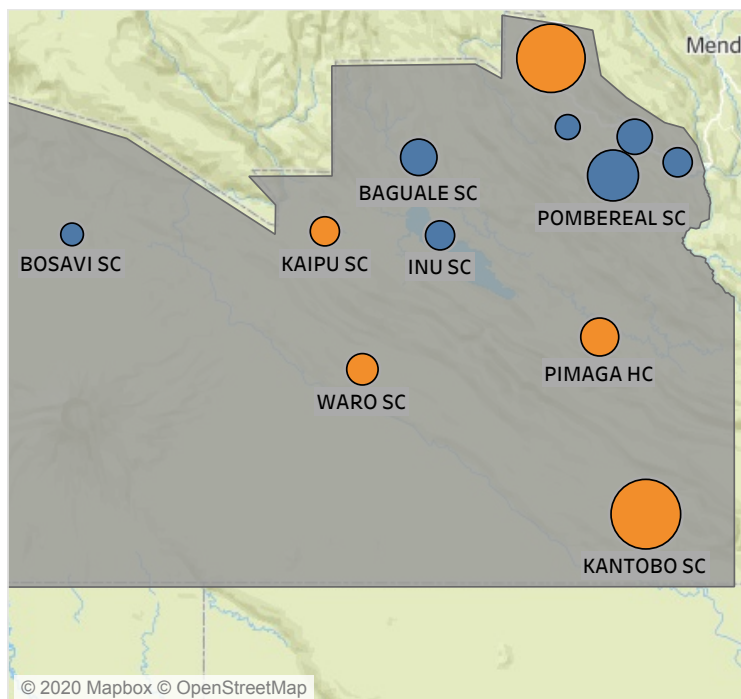 Mend
BAGUALE SC
POMBEREAL SC
BOSAVI SC
KAIPU SC
INU SC
PIMAGA HC
WARO SC
KANTOBO SC
© 2020 Mapbox © OpenStreetMap